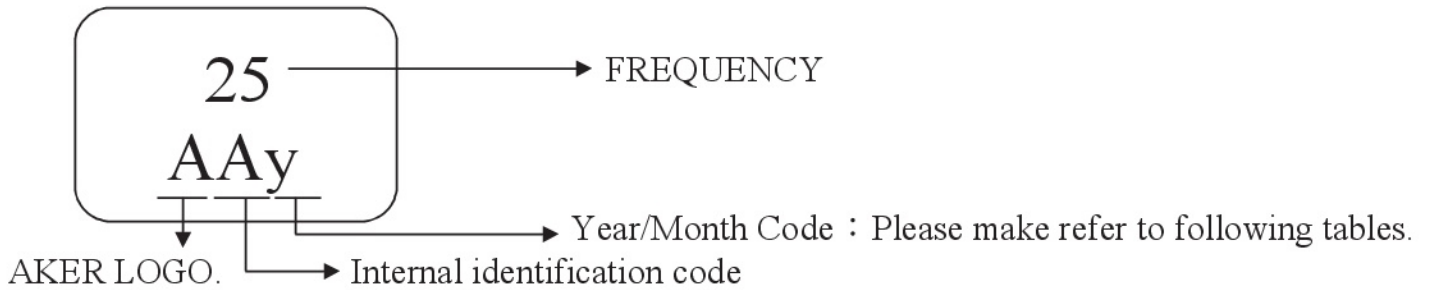 25
FREQUENCY
AAy
Year/Month Code：Please make refer to following tables.
AKER LOGO.
Internal identification code